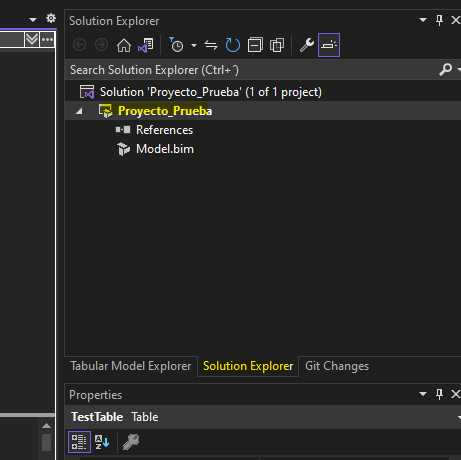 Solution Explorer
Search Solution Explorer (Ctrl+´)
Solution 'Proyecto_Prueba' (1 of 1 project)
Proyecto_Prueba
References
Model.bim
Tabular Model Explorer Solution Explorer Git Changes
Properties
TestTable Table